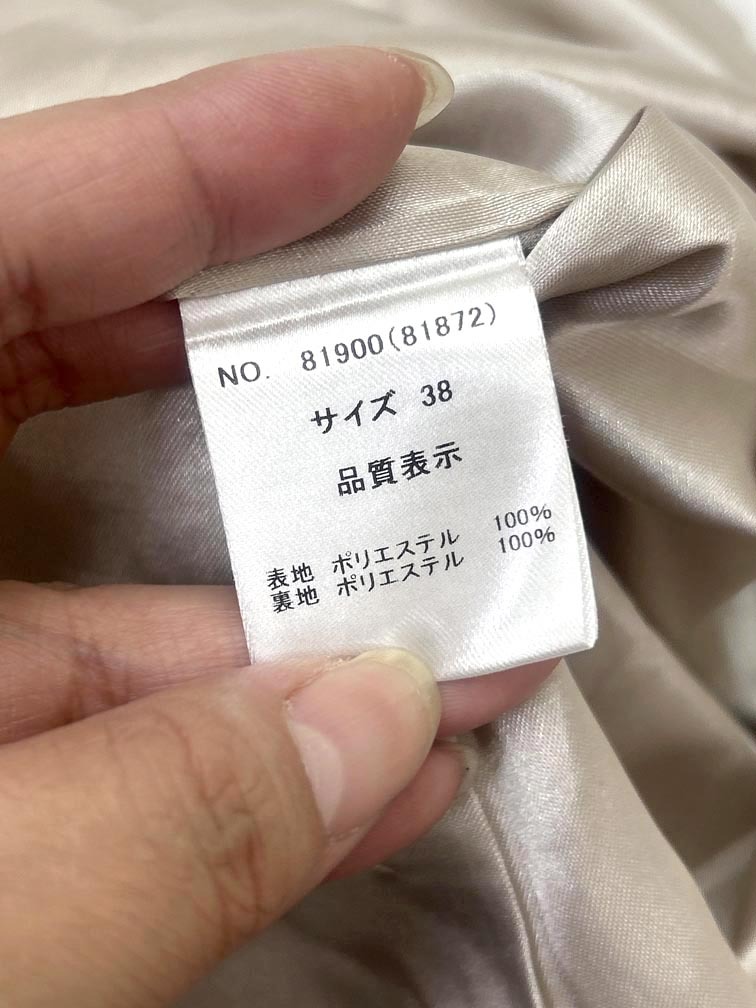 NO. 81900(81872)
サイズ 38
品質表示
表地 ポリエステル 100%
裏地 ポリエステル 100%